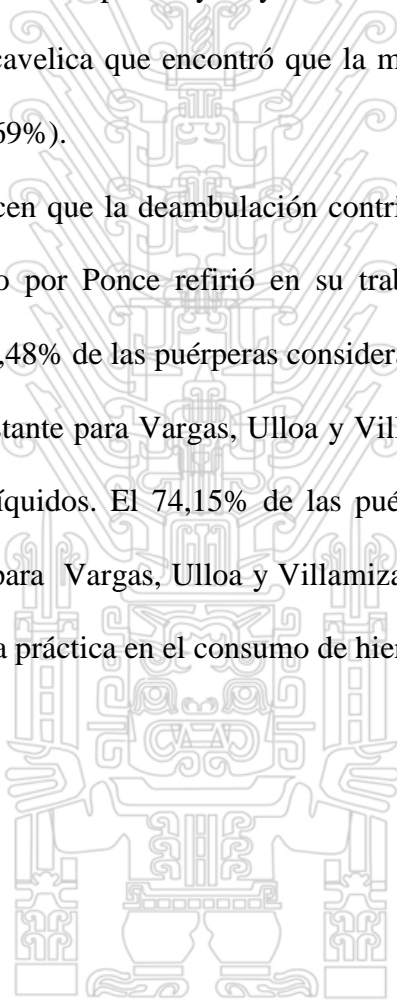 cavelica que encontró que la m
69%).
cen que la deambulación contri
o por Ponce refirió en su trab
,48% de las puérperas considera
stante para Vargas, Ulloa y Vill
íquidos. El 74,15% de las pué
para Vargas, Ulloa y Villamiza
a práctica en el consumo de hier